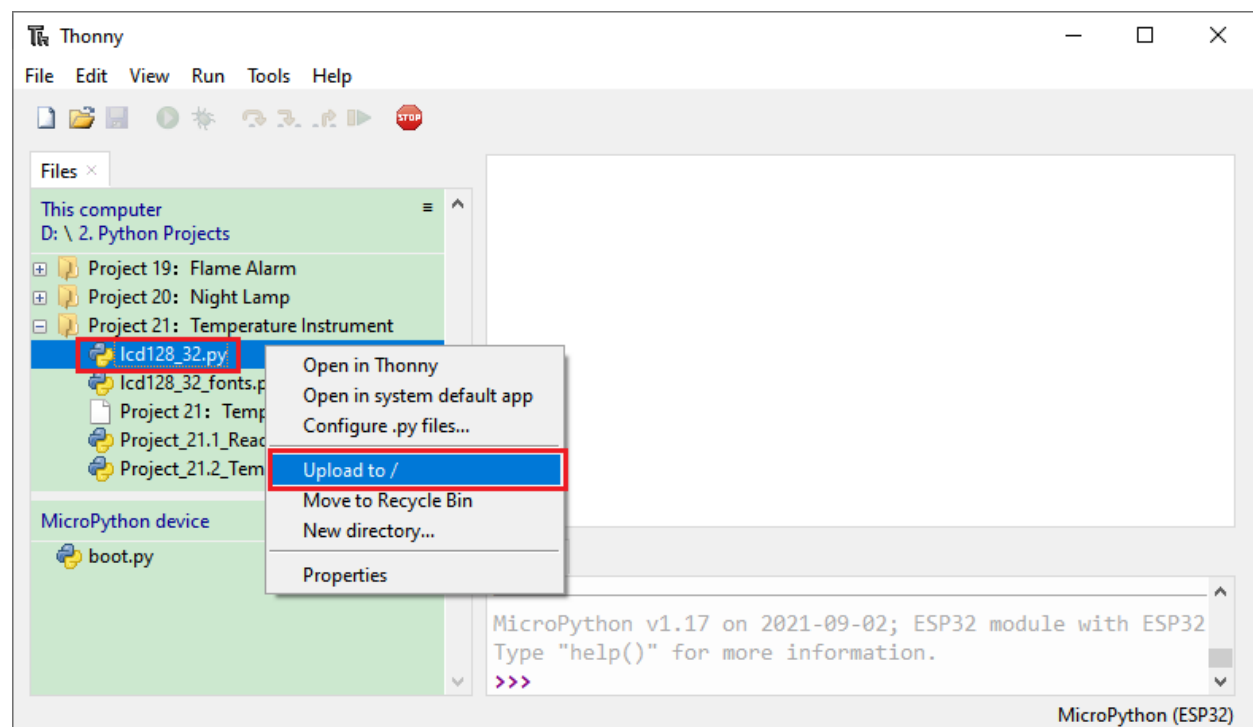 Thonny
File Edit View Run Tools Help
STOP
Files
This computer
D: \ 2. Python Projects
Project 19：Flame Alarm
Project 20：Night Lamp
Project 21：Temperature Instrument
lcd128_32.py
lcd128_32_fonts.p
Project 21：Temp
Project_21.1_Read
Project_21.2_Tem
Open in Thonny
Open in system default app
Configure .py files...
Upload to /
Move to Recycle Bin
New directory...
Properties
MicroPython device
boot.py
MicroPython v1.17 on 2021-09-02; ESP32 module with ESP32
Type "help()" for more information.
>>>
MicroPython (ESP32)